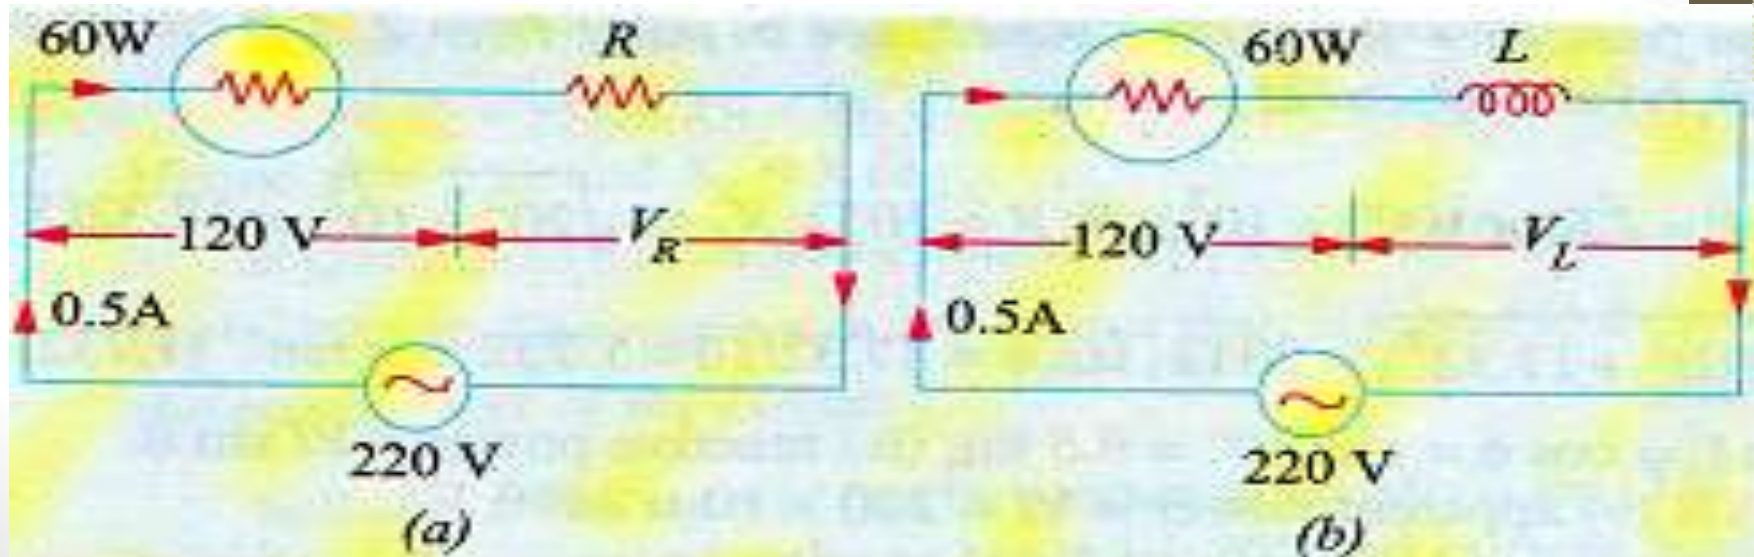 60W R
120 V V_R
0.5A
220 V
(a)
60W L
120 V V_L
0.5A
220 V
(b)